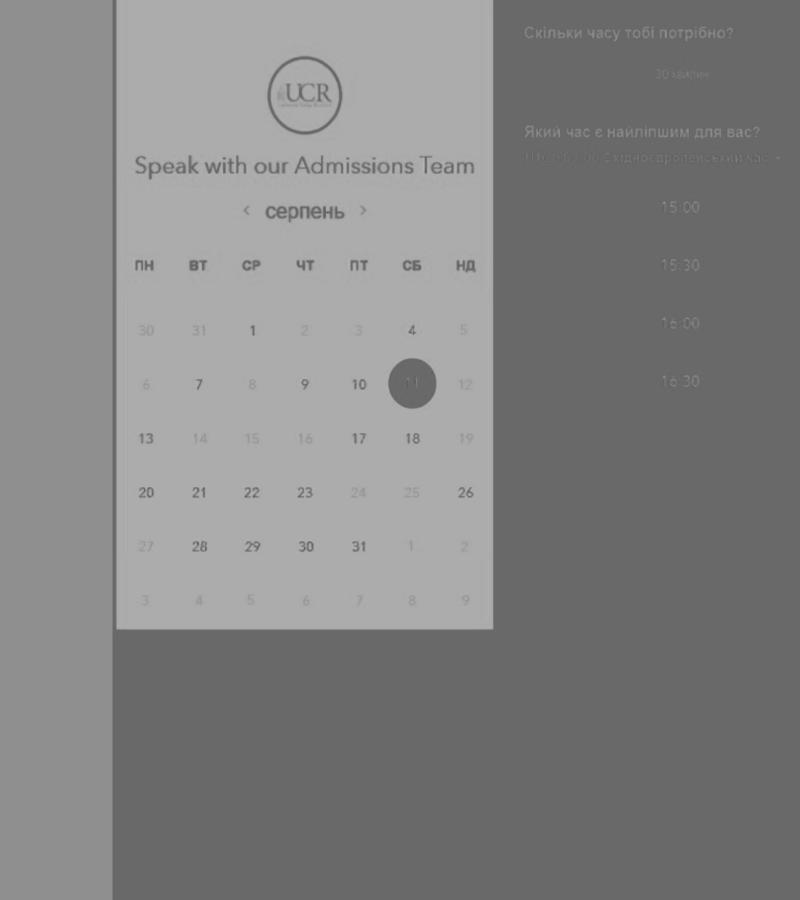 UCR
Speak with our Admissions Team
‹ серпень ›
ПН ВТ СР ЧТ ПТ СБ НД
30 31 1 2 3 4 5
6 7 8 9 10 11 12
13 14 15 16 17 18 19
20 21 22 23 24 25 26
27 28 29 30 31 1 2
3 4 5 6 7 8 9
Скільки часу тобі потрібно?
30 хвилин
Який час є найліпшим для вас?
Східноєвропейський час
15:00
15:30
16:00
16:30